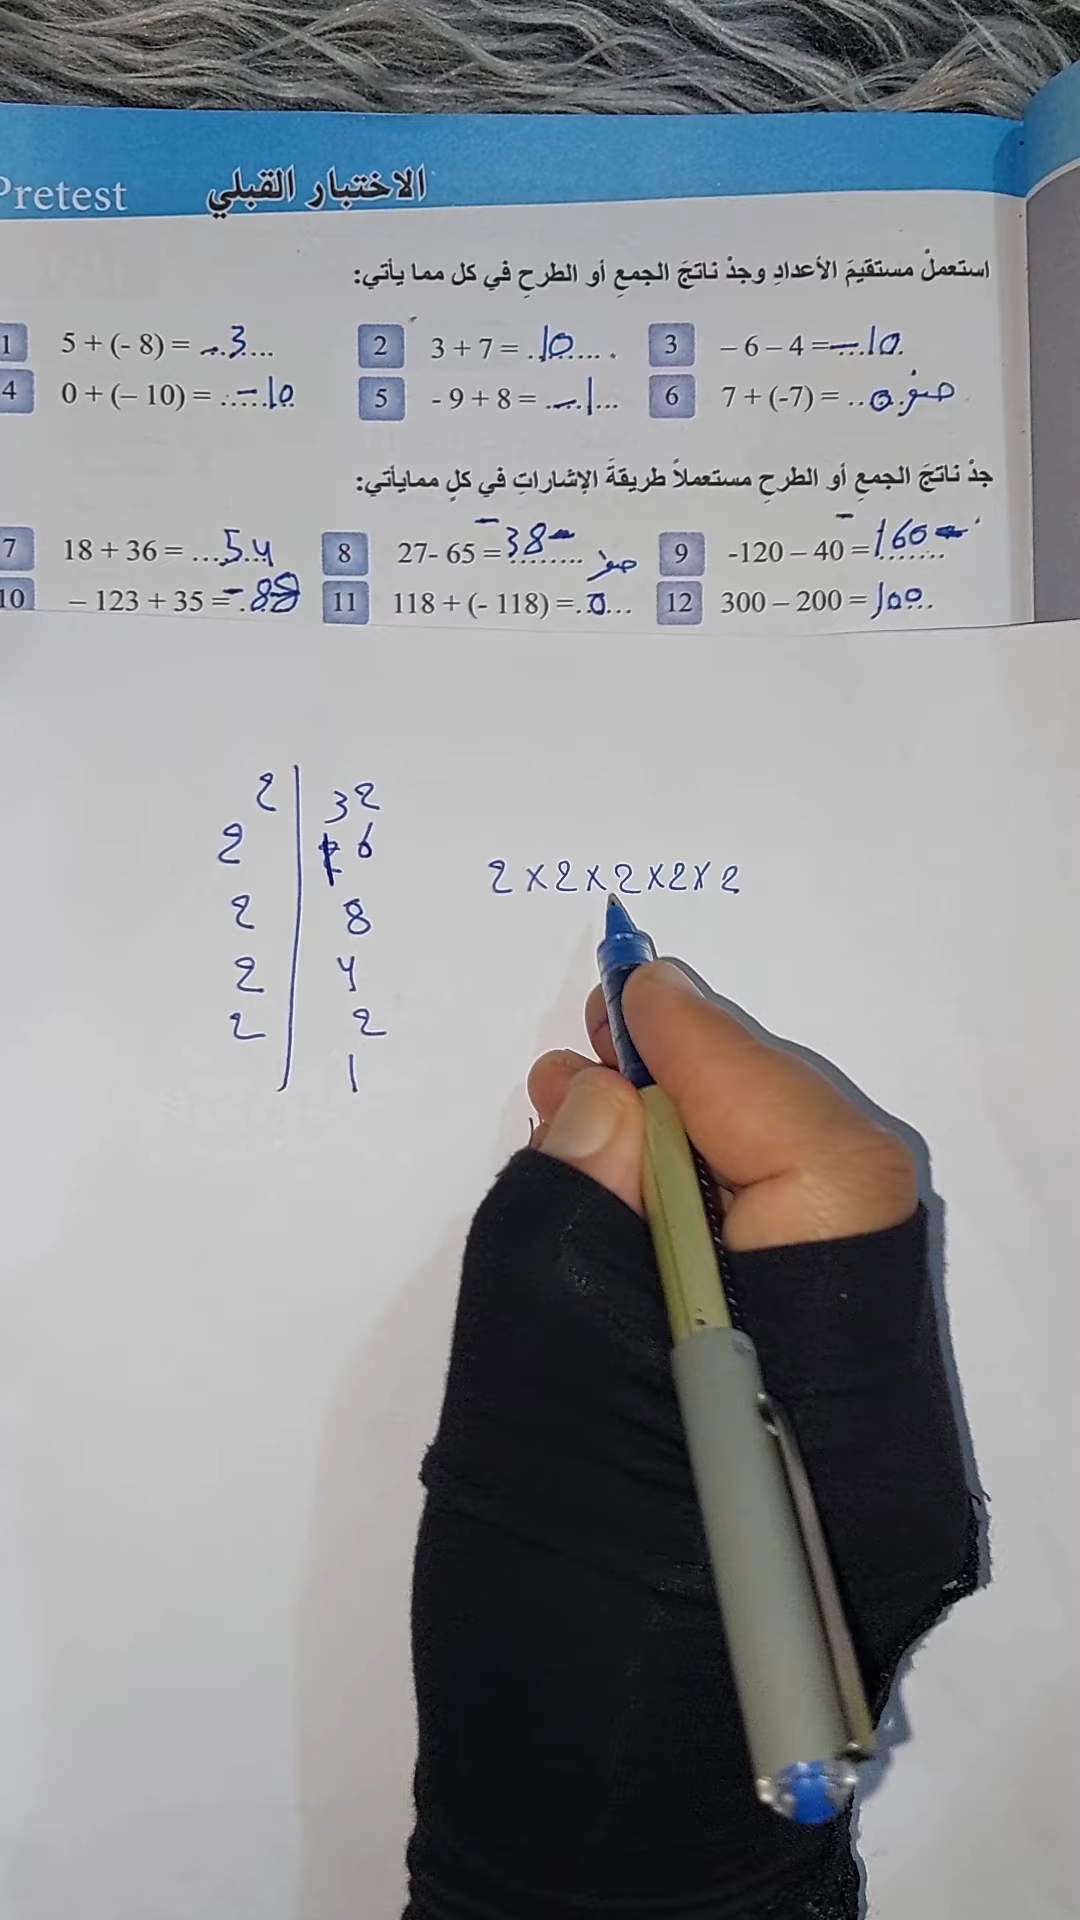 Pretest الاختبار القبلي
استعملْ مستقيمَ الأعدادِ وجدْ ناتجَ الجمعِ أو الطرحِ في كل مما يأتي:
1 5 + (- 8) = -3 2 3 + 7 = 10 3 – 6 – 4 = -10
4 0 + (– 10) = -10 5 - 9 + 8 = -1 6 7 + (-7) = 0 صفر
جدْ ناتجَ الجمعِ أو الطرحِ مستعملاً طريقةَ الإشاراتِ في كلٍ ممايأتي:
7 18 + 36 = 54 8 27- 65 = -38 9 -120 – 40 = -160
10 – 123 + 35 = -88 11 118 + (- 118) = 0 صفر 12 300 – 200 = 100
2 | 32
2 | 16
2 | 8
2 | 4
2 | 2
1
2 × 2 × 2 × 2 × 2